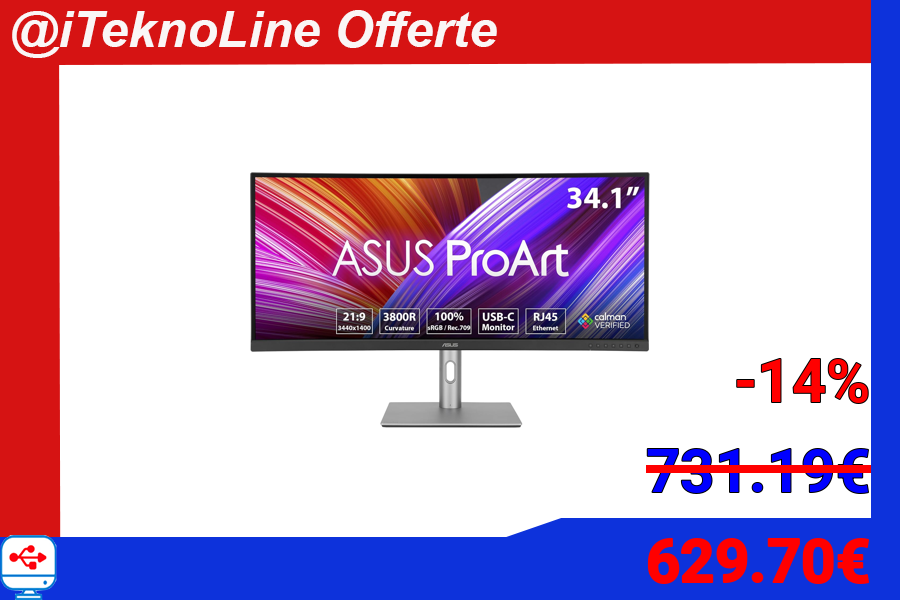 @iTeknoLine Offerte
34.1”
ASUS ProArt
21:9
3440x1400
3800R
Curvature
100%
sRGB / Rec.709
USB-C
Monitor
RJ45
Ethernet
calman
VERIFIED
ASUS
-14%
731.19€
629.70€